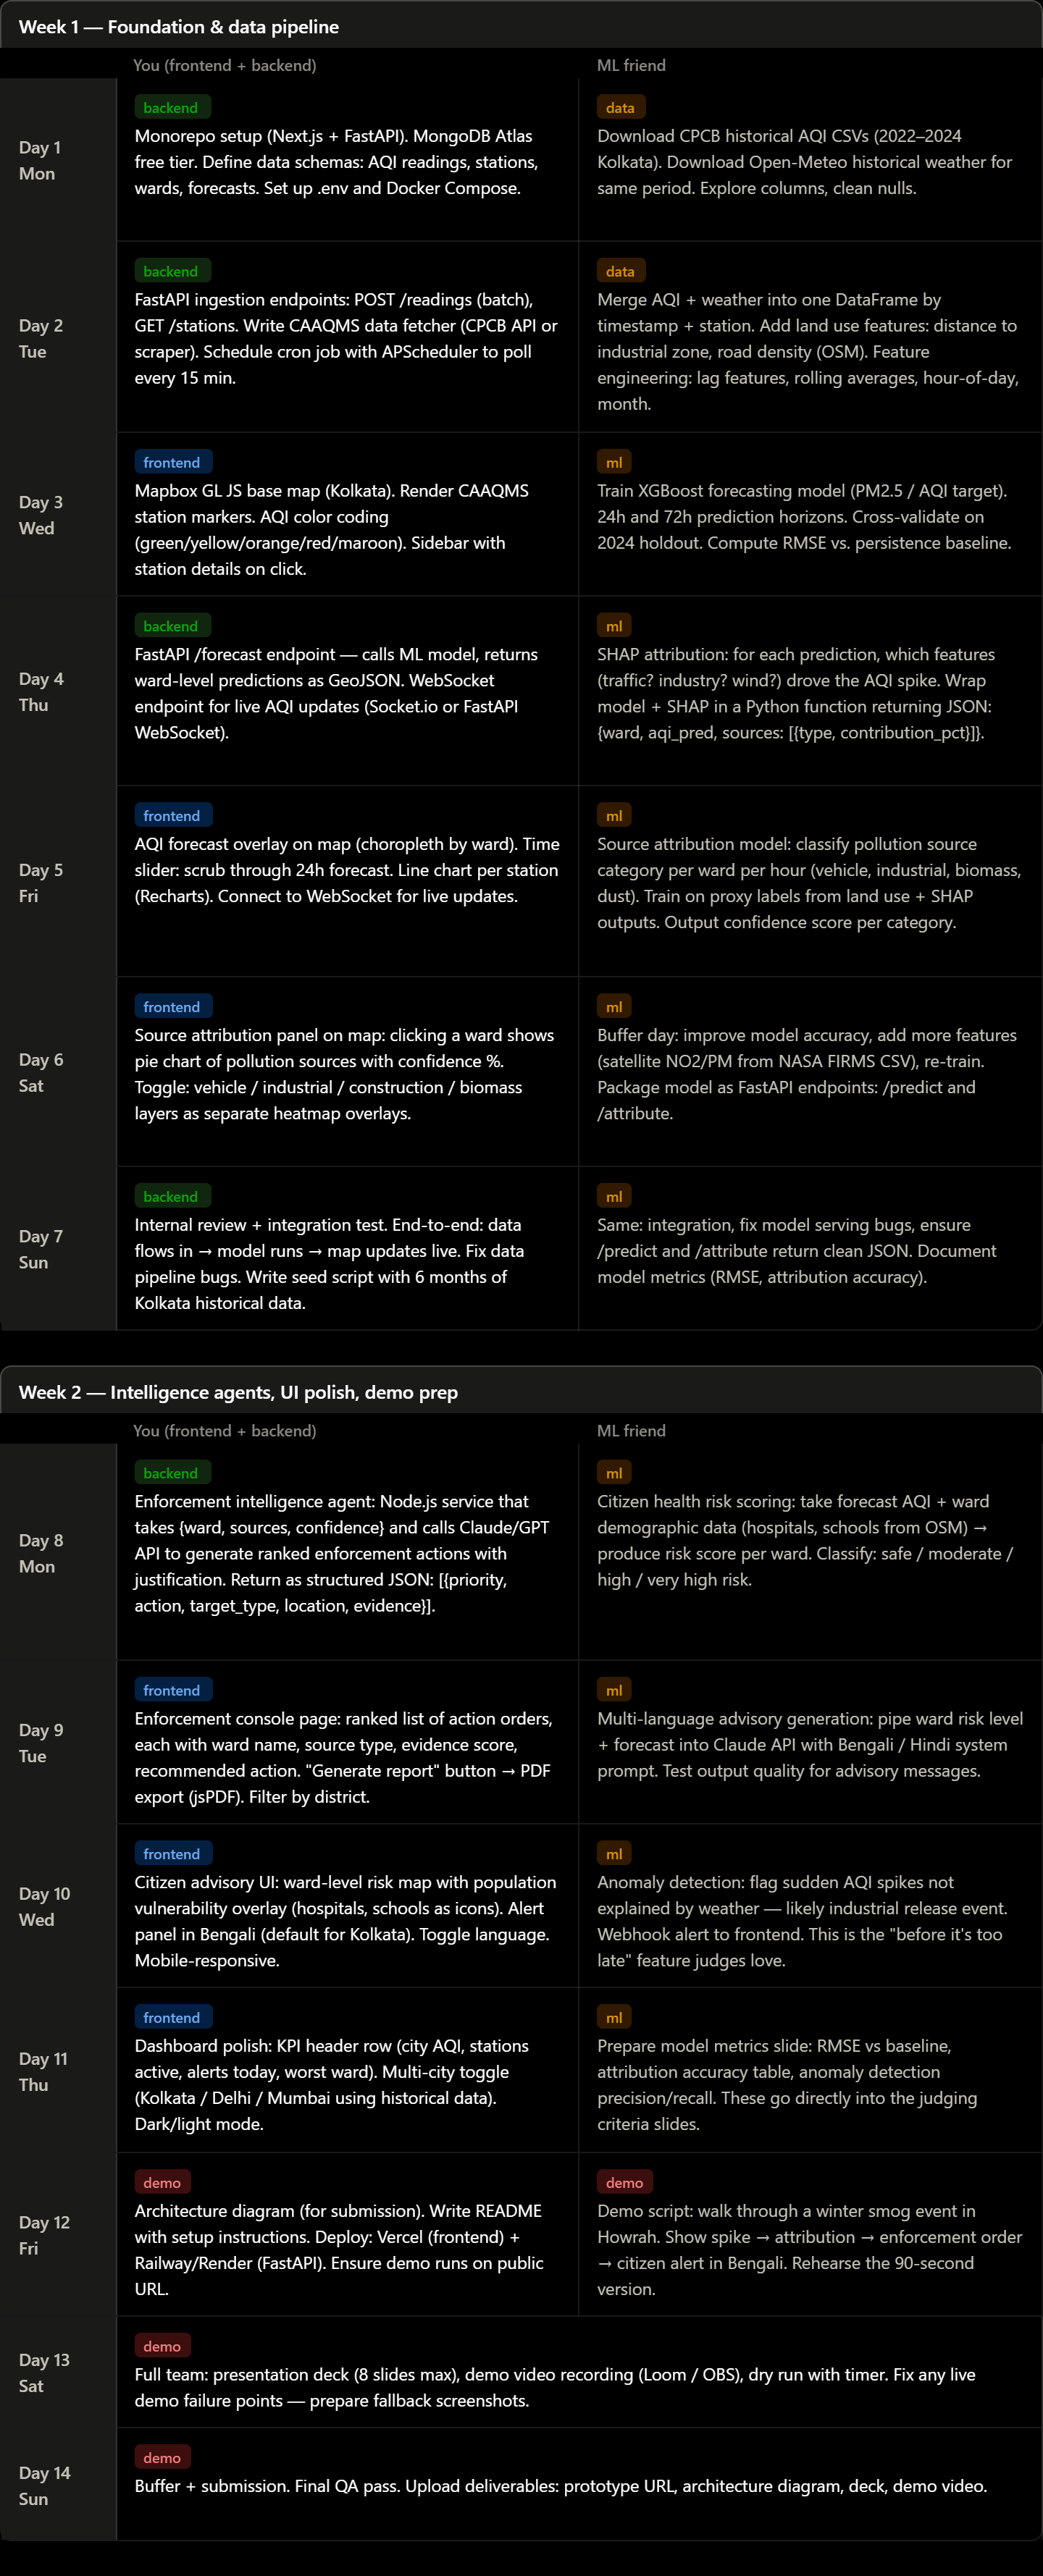 Week 1 — Foundation & data pipeline
You (frontend + backend)
ML friend
Day 1
Mon
backend
Monorepo setup (Next.js + FastAPI). MongoDB Atlas
free tier. Define data schemas: AQI readings, stations,
wards, forecasts. Set up .env and Docker Compose.
data
Download CPCB historical AQI CSVs (2022–2024
Kolkata). Download Open-Meteo historical weather for
same period. Explore columns, clean nulls.
Day 2
Tue
backend
FastAPI ingestion endpoints: POST /readings (batch),
GET /stations. Write CAAQMS data fetcher (CPCB API or
scraper). Schedule cron job with APScheduler to poll
every 15 min.
data
Merge AQI + weather into one DataFrame by
timestamp + station. Add land use features: distance to
industrial zone, road density (OSM). Feature
engineering: lag features, rolling averages, hour-of-day,
month.
Day 3
Wed
frontend
Mapbox GL JS base map (Kolkata). Render CAAQMS
station markers. AQI color coding
(green/yellow/orange/red/maroon). Sidebar with
station details on click.
ml
Train XGBoost forecasting model (PM2.5 / AQI target).
24h and 72h prediction horizons. Cross-validate on
2024 holdout. Compute RMSE vs. persistence baseline.
Day 4
Thu
backend
FastAPI /forecast endpoint — calls ML model, returns
ward-level predictions as GeoJSON. WebSocket
endpoint for live AQI updates (Socket.io or FastAPI
WebSocket).
ml
SHAP attribution: for each prediction, which features
(traffic? industry? wind?) drove the AQI spike. Wrap
model + SHAP in a Python function returning JSON:
{ward, aqi_pred, sources: [{type, contribution_pct}]}.
Day 5
Fri
frontend
AQI forecast overlay on map (choropleth by ward). Time
slider: scrub through 24h forecast. Line chart per station
(Recharts). Connect to WebSocket for live updates.
ml
Source attribution model: classify pollution source
category per ward per hour (vehicle, industrial, biomass,
dust). Train on proxy labels from land use + SHAP
outputs. Output confidence score per category.
Day 6
Sat
frontend
Source attribution panel on map: clicking a ward shows
pie chart of pollution sources with confidence %.
Toggle: vehicle / industrial / construction / biomass
layers as separate heatmap overlays.
ml
Buffer day: improve model accuracy, add more features
(satellite NO2/PM from NASA FIRMS CSV), re-train.
Package model as FastAPI endpoints: /predict and
/attribute.
Day 7
Sun
backend
Internal review + integration test. End-to-end: data
flows in → model runs → map updates live. Fix data
pipeline bugs. Write seed script with 6 months of
Kolkata historical data.
ml
Same: integration, fix model serving bugs, ensure
/predict and /attribute return clean JSON. Document
model metrics (RMSE, attribution accuracy).
Week 2 — Intelligence agents, UI polish, demo prep
You (frontend + backend)
ML friend
Day 8
Mon
backend
Enforcement intelligence agent: Node.js service that
takes {ward, sources, confidence} and calls Claude/GPT
API to generate ranked enforcement actions with
justification. Return as structured JSON: [{priority,
action, target_type, location, evidence}].
ml
Citizen health risk scoring: take forecast AQI + ward
demographic data (hospitals, schools from OSM) →
produce risk score per ward. Classify: safe / moderate /
high / very high risk.
Day 9
Tue
frontend
Enforcement console page: ranked list of action orders,
each with ward name, source type, evidence score,
recommended action. "Generate report" button → PDF
export (jsPDF). Filter by district.
ml
Multi-language advisory generation: pipe ward risk level
+ forecast into Claude API with Bengali / Hindi system
prompt. Test output quality for advisory messages.
Day 10
Wed
frontend
Citizen advisory UI: ward-level risk map with population
vulnerability overlay (hospitals, schools as icons). Alert
panel in Bengali (default for Kolkata). Toggle language.
Mobile-responsive.
ml
Anomaly detection: flag sudden AQI spikes not
explained by weather — likely industrial release event.
Webhook alert to frontend. This is the "before it's too
late" feature judges love.
Day 11
Thu
frontend
Dashboard polish: KPI header row (city AQI, stations
active, alerts today, worst ward). Multi-city toggle
(Kolkata / Delhi / Mumbai using historical data).
Dark/light mode.
ml
Prepare model metrics slide: RMSE vs baseline,
attribution accuracy table, anomaly detection
precision/recall. These go directly into the judging
criteria slides.
Day 12
Fri
demo
Architecture diagram (for submission). Write README
with setup instructions. Deploy: Vercel (frontend) +
Railway/Render (FastAPI). Ensure demo runs on public
URL.
demo
Demo script: walk through a winter smog event in
Howrah. Show spike → attribution → enforcement order
→ citizen alert in Bengali. Rehearse the 90-second
version.
Day 13
Sat
demo
Full team: presentation deck (8 slides max), demo video recording (Loom / OBS), dry run with timer. Fix any live
demo failure points — prepare fallback screenshots.
Day 14
Sun
demo
Buffer + submission. Final QA pass. Upload deliverables: prototype URL, architecture diagram, deck, demo video.